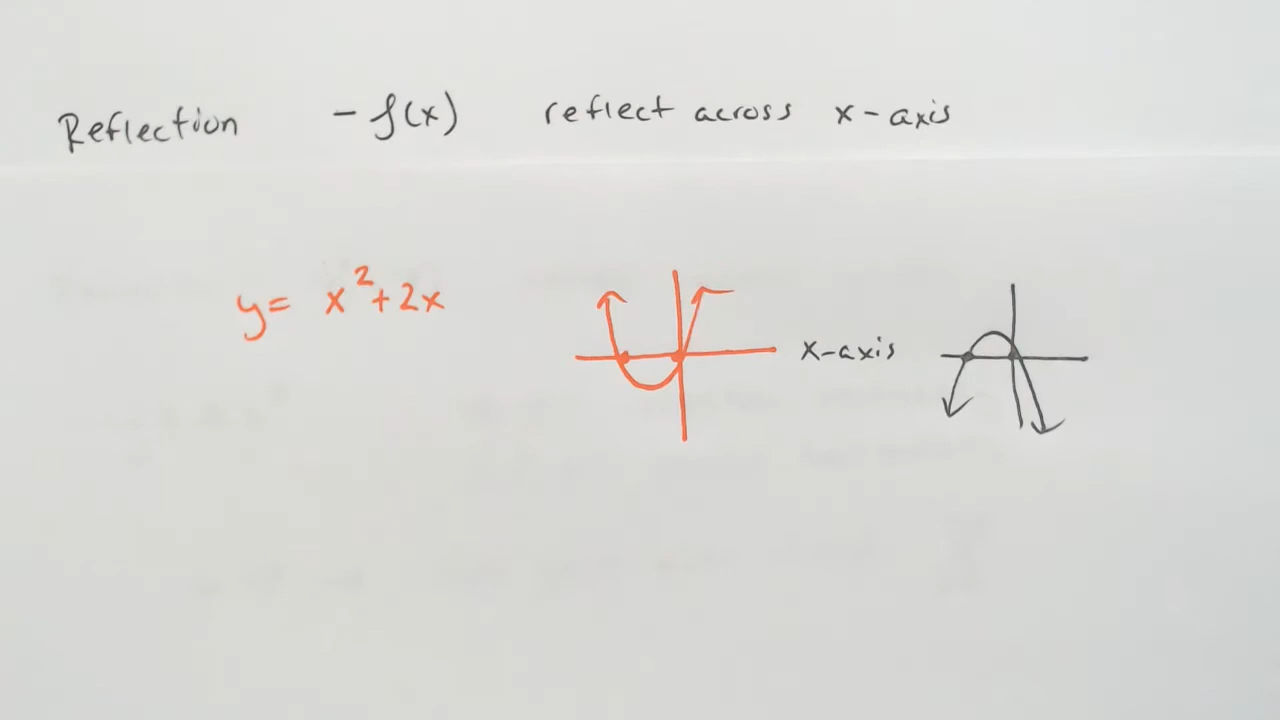 Reflection -f(x) reflect across x-axis
y= x²+2x
x-axis